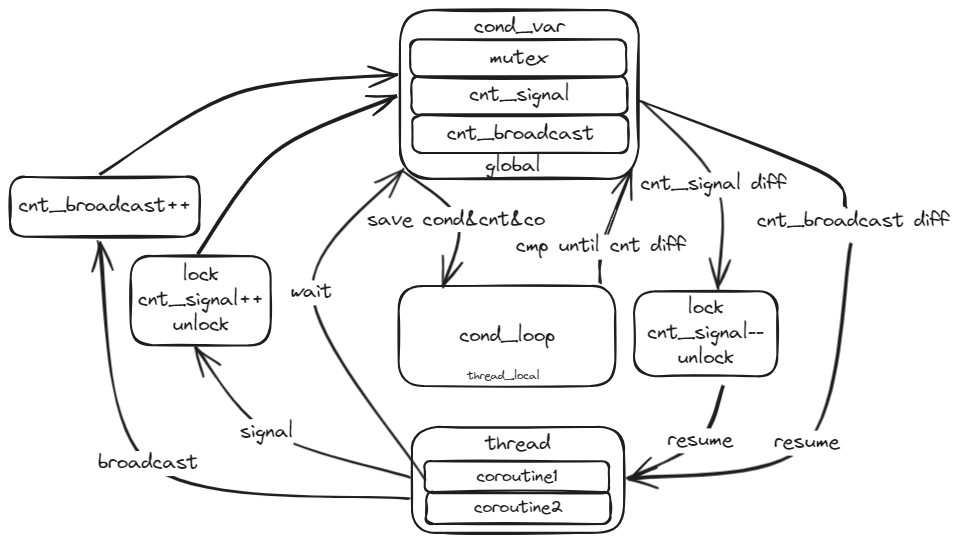 cond_var
mutex
cnt_signal
cnt_broadcast
global
cnt_broadcast++
lock
cnt_signal++
unlock
wait
save cond&cnt&co
cmp until cnt diff
cnt_signal diff
cnt_broadcast diff
cond_loop
thread_local
lock
cnt_signal--
unlock
signal
broadcast
resume
resume
thread
coroutine1
coroutine2